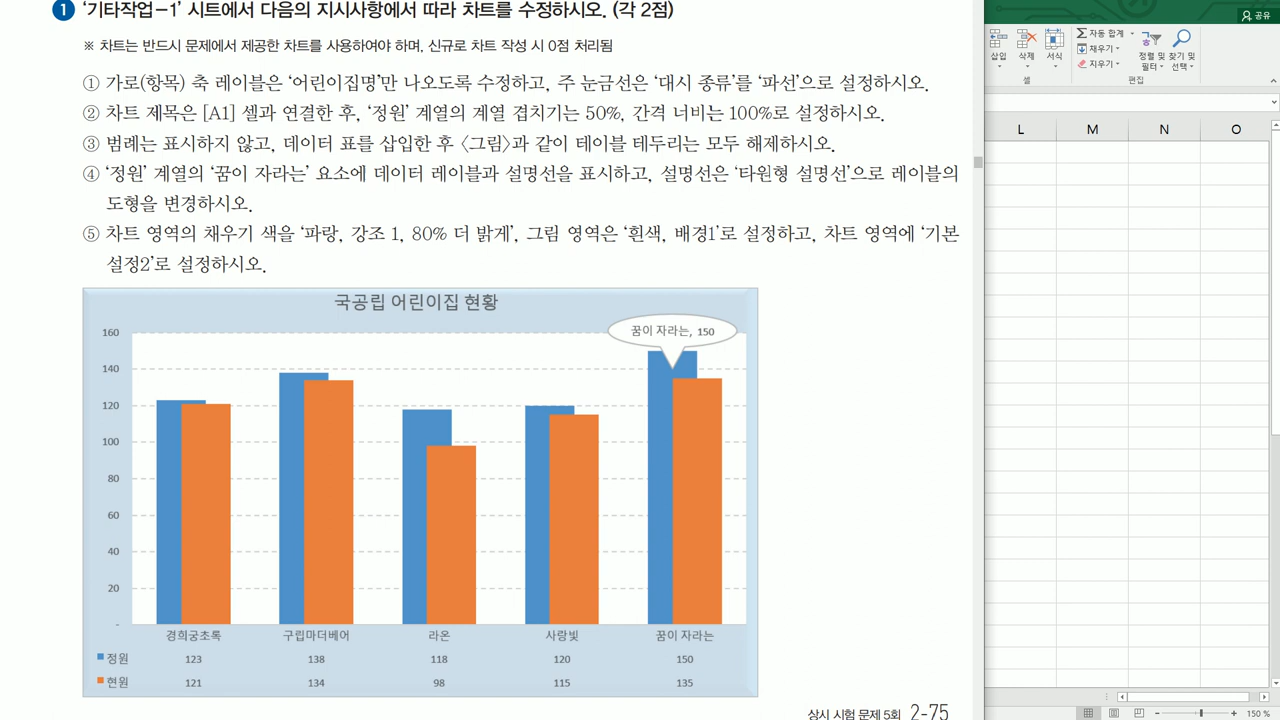 1 '기타작업-1' 시트에서 다음의 지시사항에서 따라 차트를 수정하시오. (각 2점)
※ 차트는 반드시 문제에서 제공한 차트를 사용하여야 하며, 신규로 차트 작성 시 0점 처리됨
① 가로(항목) 축 레이블은 '어린이집명'만 나오도록 수정하고, 주 눈금선은 '대시 종류'를 '파선'으로 설정하시오.
② 차트 제목은 [A1] 셀과 연결한 후, '정원' 계열의 계열 겹치기는 50%, 간격 너비는 100%로 설정하시오.
③ 범례는 표시하지 않고, 데이터 표를 삽입한 후 〈그림〉과 같이 테이블 테두리는 모두 해제하시오.
④ '정원' 계열의 '꿈이 자라는' 요소에 데이터 레이블과 설명선을 표시하고, 설명선은 '타원형 설명선'으로 레이블의
도형을 변경하시오.
⑤ 차트 영역의 채우기 색을 '파랑, 강조 1, 80% 더 밝게', 그림 영역은 '흰색, 배경1'로 설정하고, 차트 영역에 '기본
설정2'로 설정하시오.
국공립 어린이집 현황
꿈이 자라는, 150
160
140
120
100
80
60
40
20
-
경희궁초록 구립마더베어 라온 사랑빛 꿈이 자라는
정원 123 138 118 120 150
현원 121 134 98 115 135
상시 시험 문제 5회 2-75
공유
삽입 삭제 서식
셀
자동 합계
채우기
지우기
정렬 및 필터
찾기 및 선택
편집
L M N O
150 %